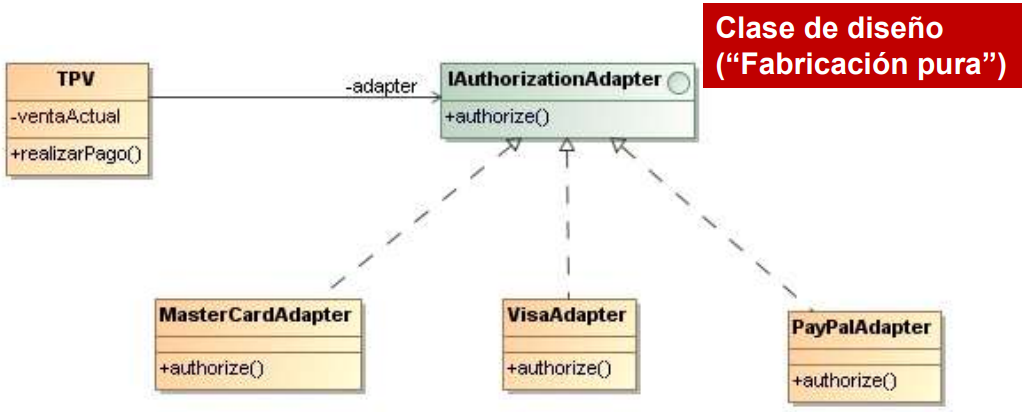 Clase de diseño
(“Fabricación pura”)
TPV
-ventaActual
+realizarPago()
-adapter
IAuthorizationAdapter
+authorize()
MasterCardAdapter
+authorize()
VisaAdapter
+authorize()
PayPalAdapter
+authorize()